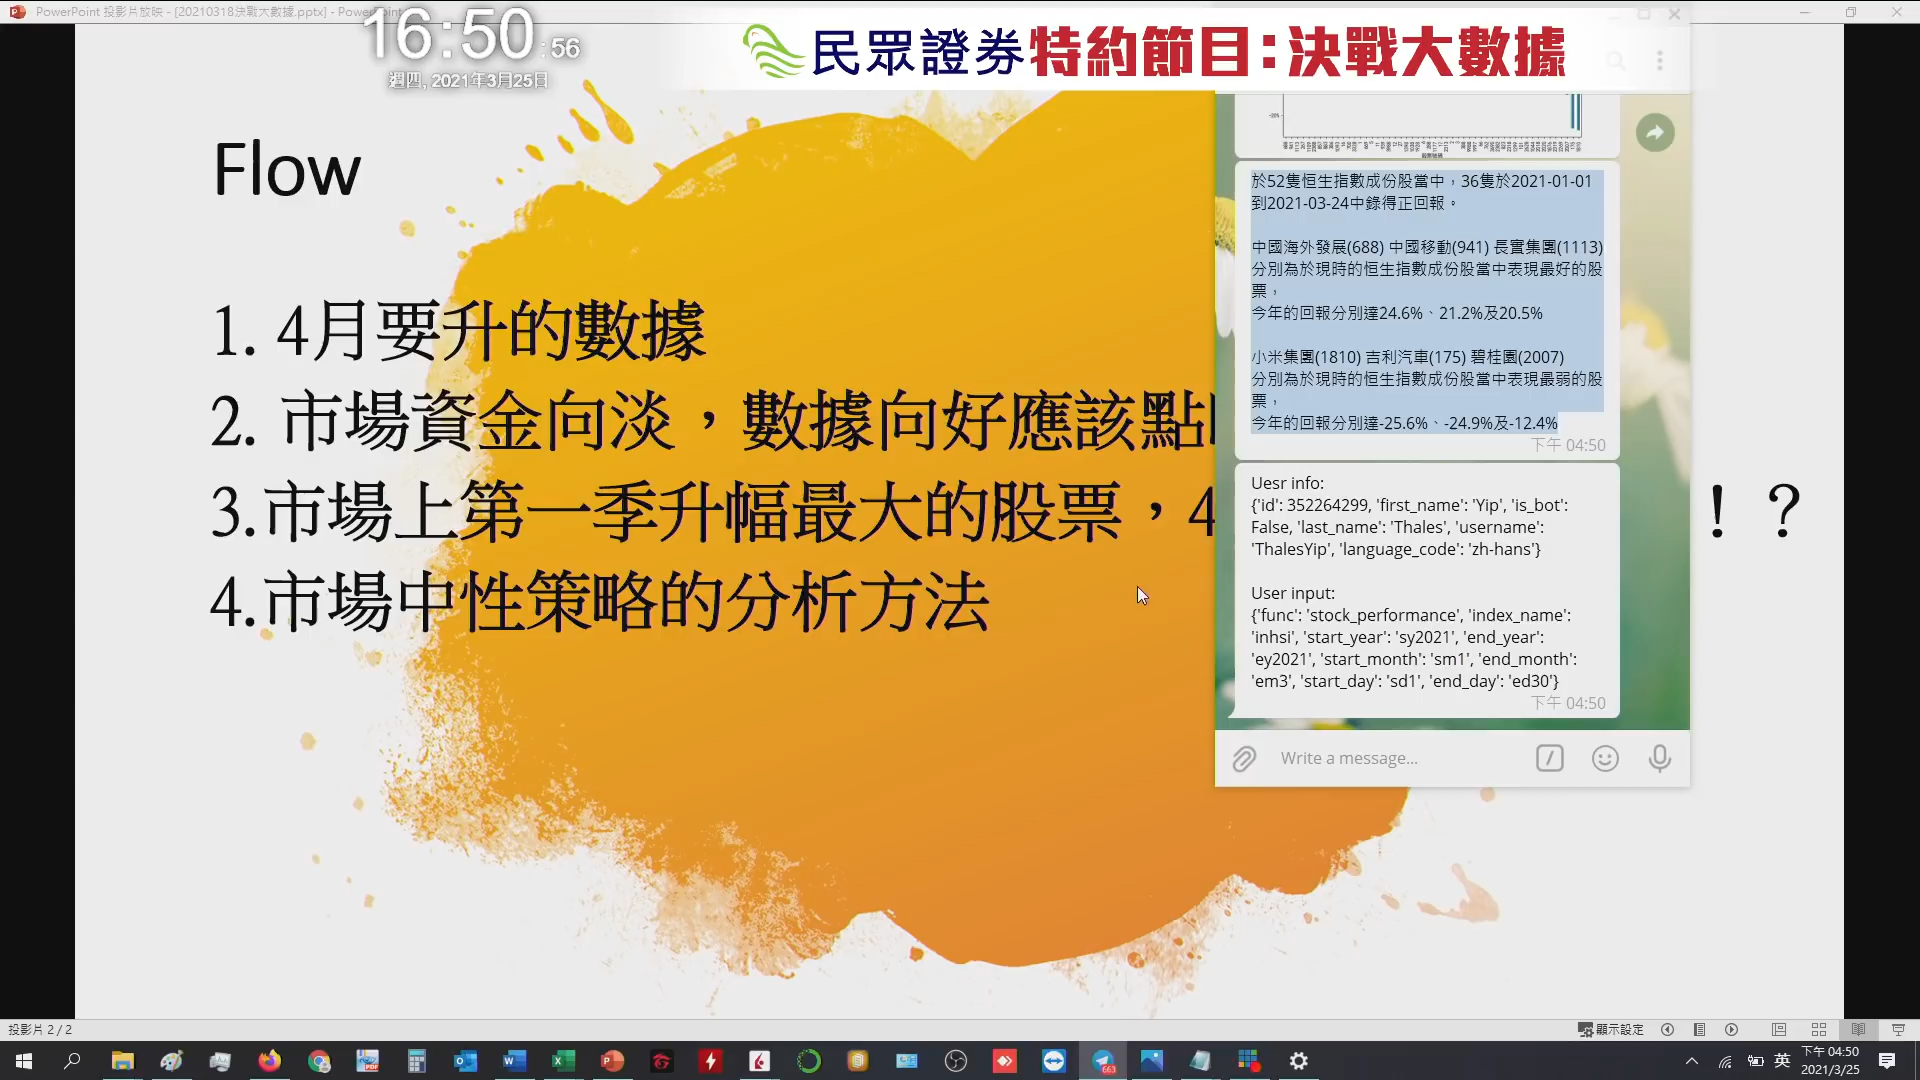 PowerPoint 投影片放映 - [20210318決戰大數據.pptx] - PowerPoint
16:50:56
週四, 2021年3月25日
民眾證券特約節目:決戰大數據
Flow
1. 4月要升的數據
2. 市場資金向淡，數據向好應該點
3.市場上第一季升幅最大的股票，4
！？
4.市場中性策略的分析方法
於52隻恒生指數成份股當中，36隻於2021-01-01
到2021-03-24中錄得正回報。
中國海外發展(688) 中國移動(941) 長實集團(1113)
分別為於現時的恒生指數成份股當中表現最好的股
票，
今年的回報分別達24.6%、21.2%及20.5%
小米集團(1810) 吉利汽車(175) 碧桂園(2007)
分別為於現時的恒生指數成份股當中表現最弱的股
票，
今年的回報分別達-25.6%、-24.9%及-12.4%
下午 04:50
Uesr info:
{'id': 352264299, 'first_name': 'Yip', 'is_bot':
False, 'last_name': 'Thales', 'username':
'ThalesYip', 'language_code': 'zh-hans'}
User input:
{'func': 'stock_performance', 'index_name':
'inhsi', 'start_year': 'sy2021', 'end_year':
'ey2021', 'start_month': 'sm1', 'end_month':
'em3', 'start_day': 'sd1', 'end_day': 'ed30'}
下午 04:50
Write a message...
投影片 2 / 2
顯示設定
663
英
下午 04:50
2021/3/25